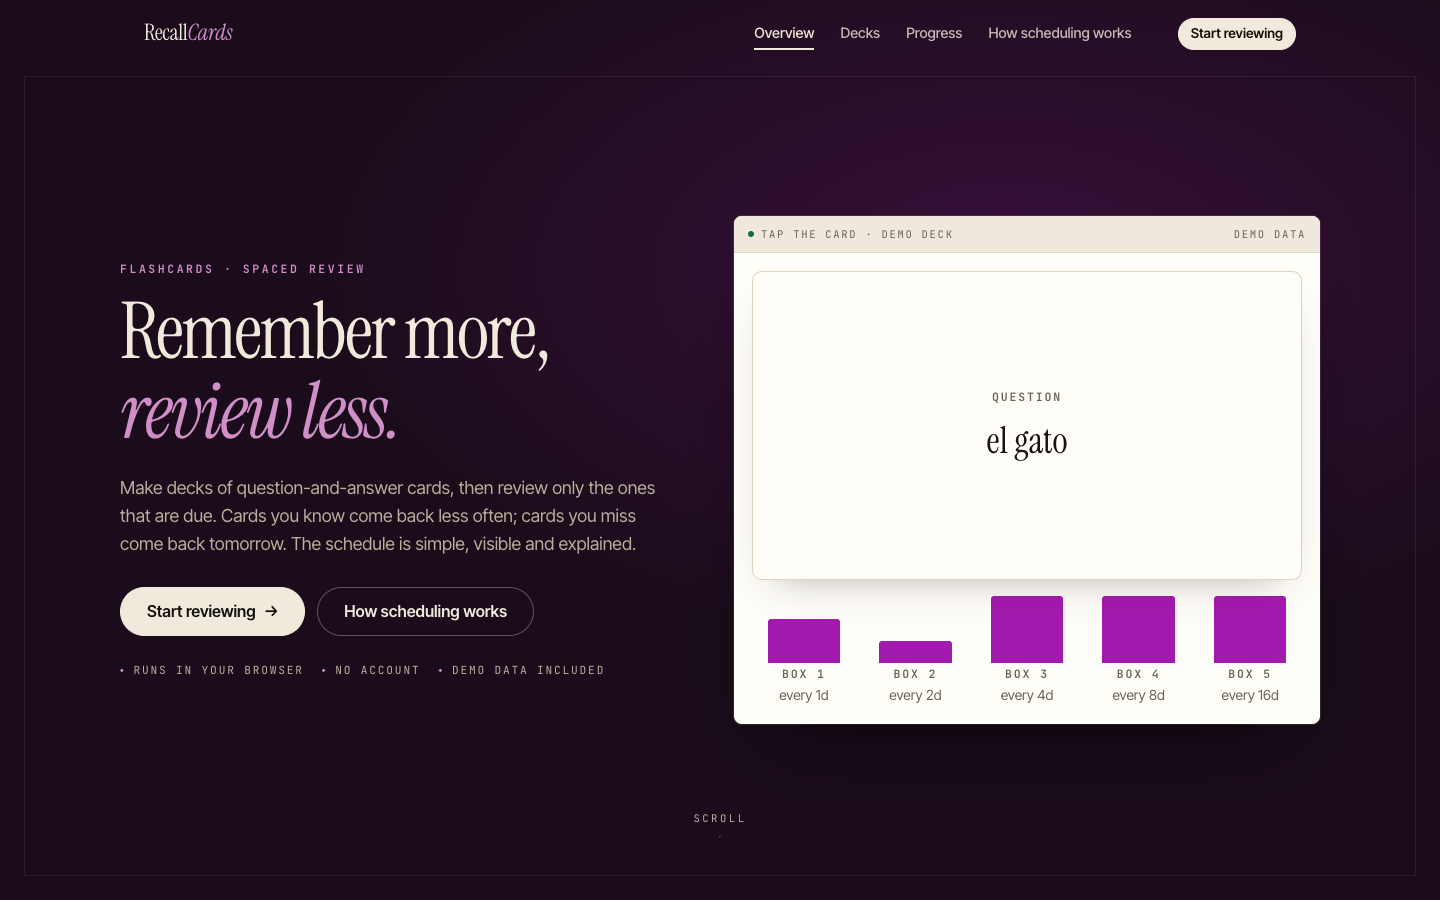 RecallCards
Overview Decks Progress How scheduling works Start reviewing
FLASHCARDS · SPACED REVIEW
Remember more,
review less.
Make decks of question-and-answer cards, then review only the ones
that are due. Cards you know come back less often; cards you miss
come back tomorrow. The schedule is simple, visible and explained.
Start reviewing → How scheduling works
• RUNS IN YOUR BROWSER • NO ACCOUNT • DEMO DATA INCLUDED
TAP THE CARD · DEMO DECK DEMO DATA
QUESTION
el gato
BOX 1 BOX 2 BOX 3 BOX 4 BOX 5
every 1d every 2d every 4d every 8d every 16d
SCROLL